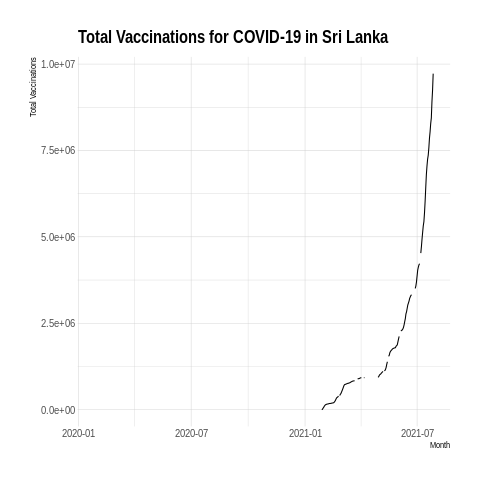 Total Vaccinations for COVID-19 in Sri Lanka
Total Vaccinations
1.0e+07
7.5e+06
5.0e+06
2.5e+06
0.0e+00
2020-01 2020-07 2021-01 2021-07
Month